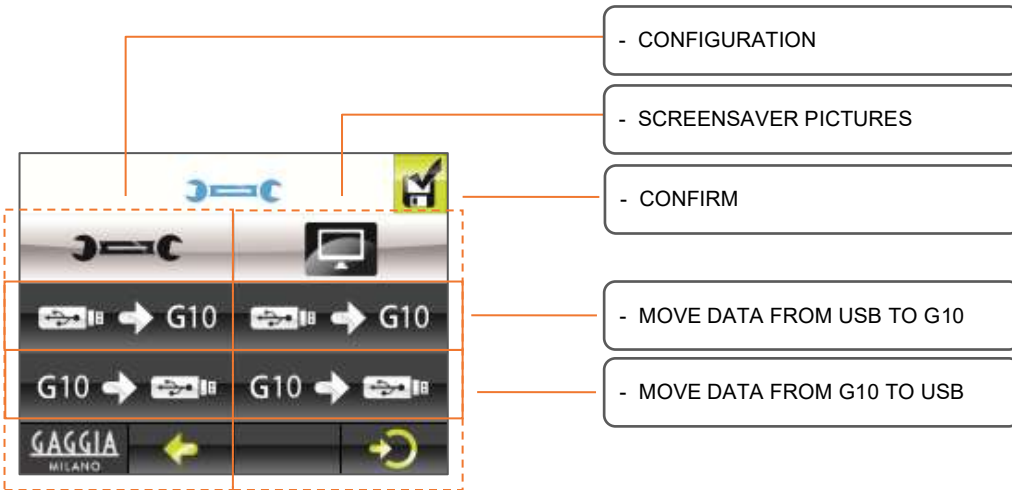 - CONFIGURATION
- SCREENSAVER PICTURES
- CONFIRM
G10 G10
- MOVE DATA FROM USB TO G10
G10 G10
- MOVE DATA FROM G10 TO USB
GAGGIA
MILANO